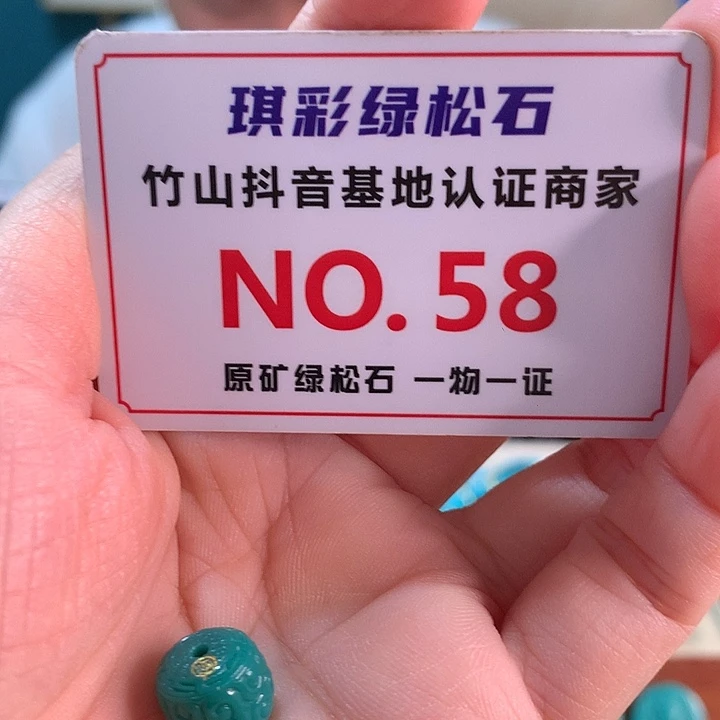 琪彩绿松石
竹山抖音基地认证商家
NO.58
原矿绿松石 一物一证